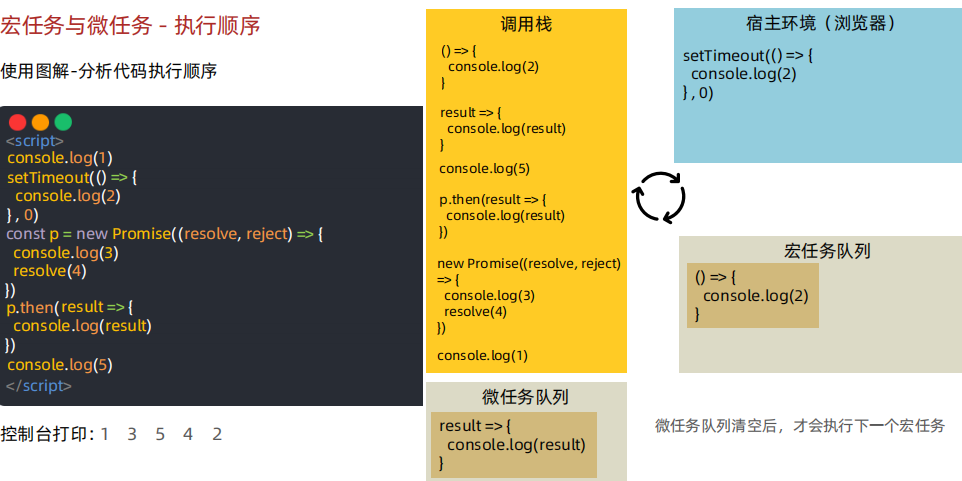 宏任务与微任务 - 执行顺序
使用图解-分析代码执行顺序
<script>
console.log(1)
setTimeout(() => {
  console.log(2)
} , 0)
const p = new Promise((resolve, reject) => {
  console.log(3)
  resolve(4)
})
p.then(result => {
  console.log(result)
})
console.log(5)
</script>
控制台打印: 1 3 5 4 2
调用栈
() => {
  console.log(2)
}
result => {
  console.log(result)
}
console.log(5)
p.then(result => {
  console.log(result)
})
new Promise((resolve, reject)
=> {
  console.log(3)
  resolve(4)
})
console.log(1)
微任务队列
result => {
  console.log(result)
}
宿主环境（浏览器）
setTimeout(() => {
  console.log(2)
} , 0)
宏任务队列
() => {
  console.log(2)
}
微任务队列清空后，才会执行下一个宏任务